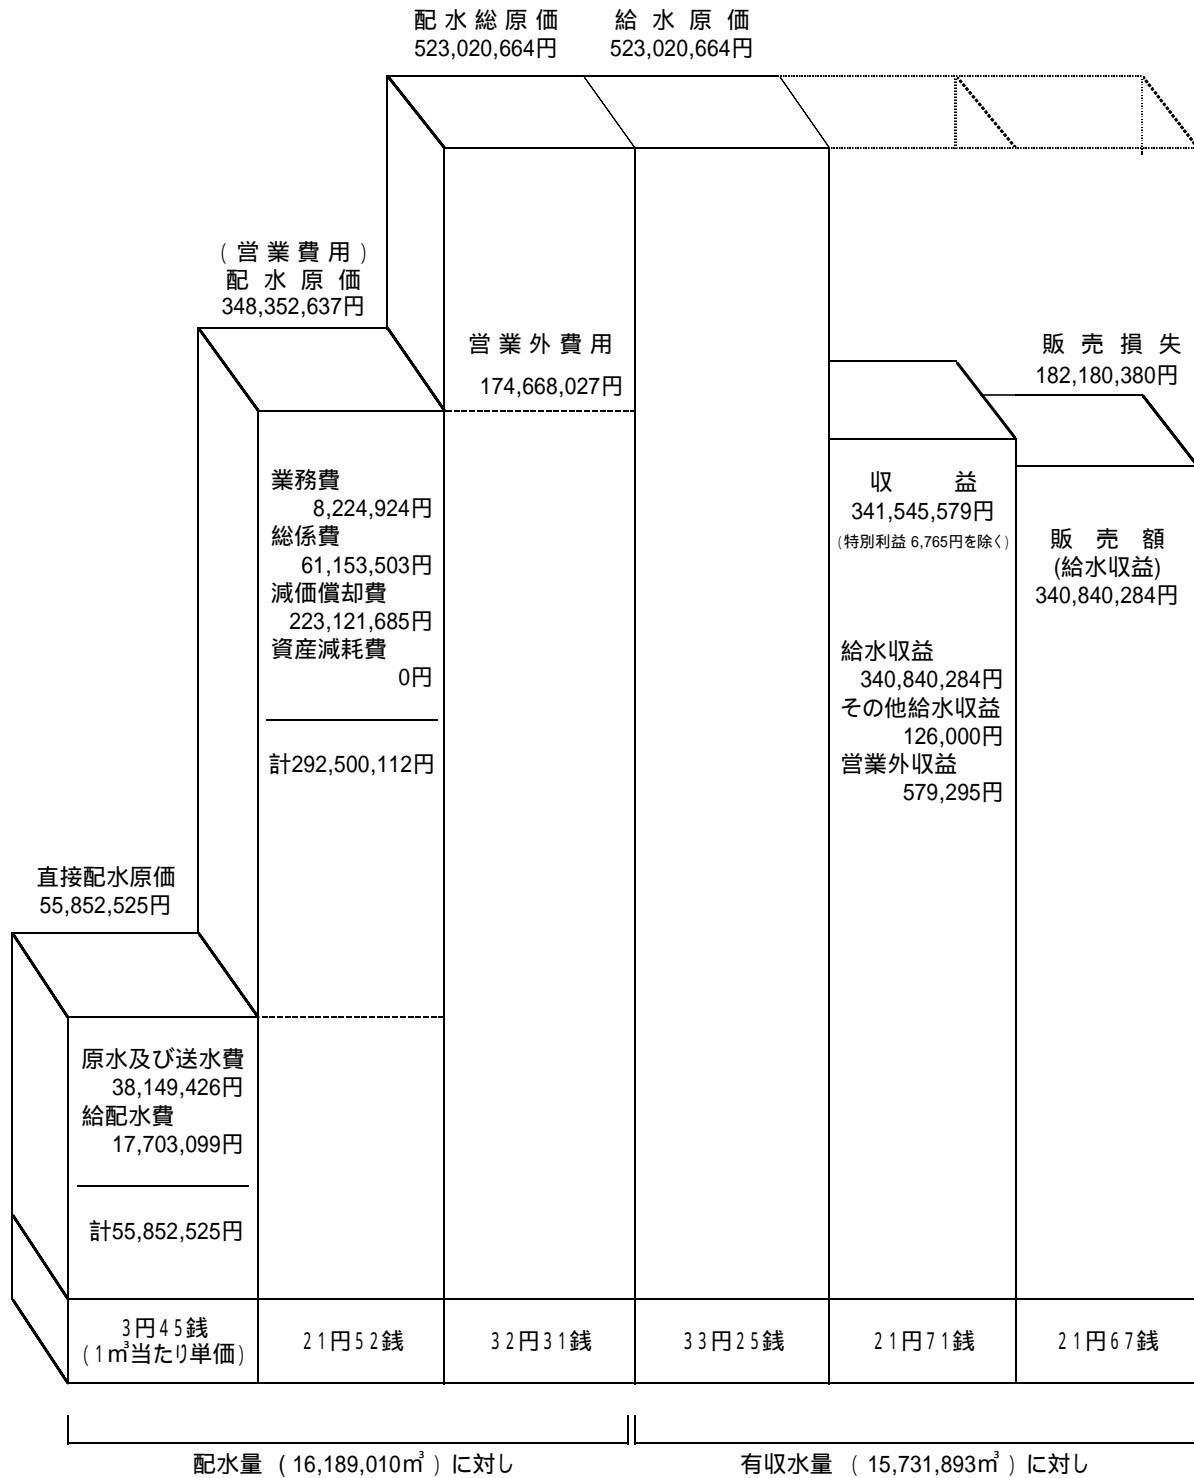 配水総原価
523,020,664円
給水原価
523,020,664円
(営業費用)
配水原価
348,352,637円
営業外費用
174,668,027円
販売損失
182,180,380円
業務費
8,224,924円
総係費
61,153,503円
減価償却費
223,121,685円
資産減耗費
0円
計292,500,112円
収益
341,545,579円
(特別利益 6,765円を除く)
給水収益
340,840,284円
その他給水収益
126,000円
営業外収益
579,295円
販売額
(給水収益)
340,840,284円
直接配水原価
55,852,525円
原水及び送水費
38,149,426円
給配水費
17,703,099円
計55,852,525円
3円45銭
(1㎥当たり単価)
21円52銭
32円31銭
33円25銭
21円71銭
21円67銭
配水量 (16,189,010㎥) に対し
有収水量 (15,731,893㎥) に対し